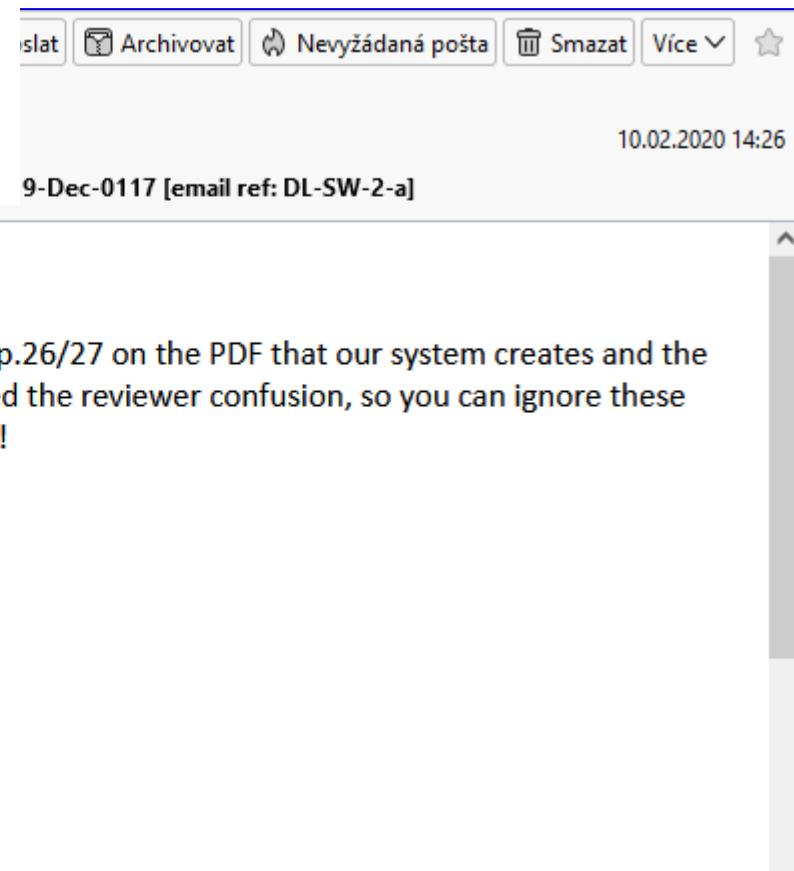 slat Archivovat Nevyžádaná pošta Smazat Více
10.02.2020 14:26
9-Dec-0117 [email ref: DL-SW-2-a]
p.26/27 on the PDF that our system creates and the
d the reviewer confusion, so you can ignore these
!